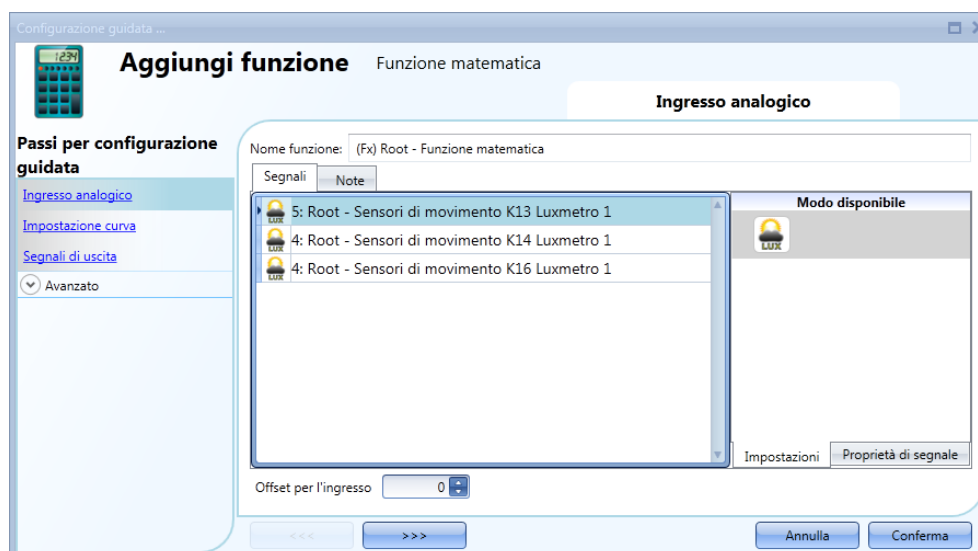 Configurazione guidata ...
1234
Aggiungi funzione Funzione matematica
Ingresso analogico
Passi per configurazione
guidata
Ingresso analogico
Impostazione curva
Segnali di uscita
Avanzato
Nome funzione: (Fx) Root - Funzione matematica
Segnali Note
LUX 5: Root - Sensori di movimento K13 Luxmetro 1
LUX 4: Root - Sensori di movimento K14 Luxmetro 1
LUX 4: Root - Sensori di movimento K16 Luxmetro 1
Modo disponibile
LUX
Impostazioni Proprietà di segnale
Offset per l'ingresso 0
<<< >>> Annulla Conferma